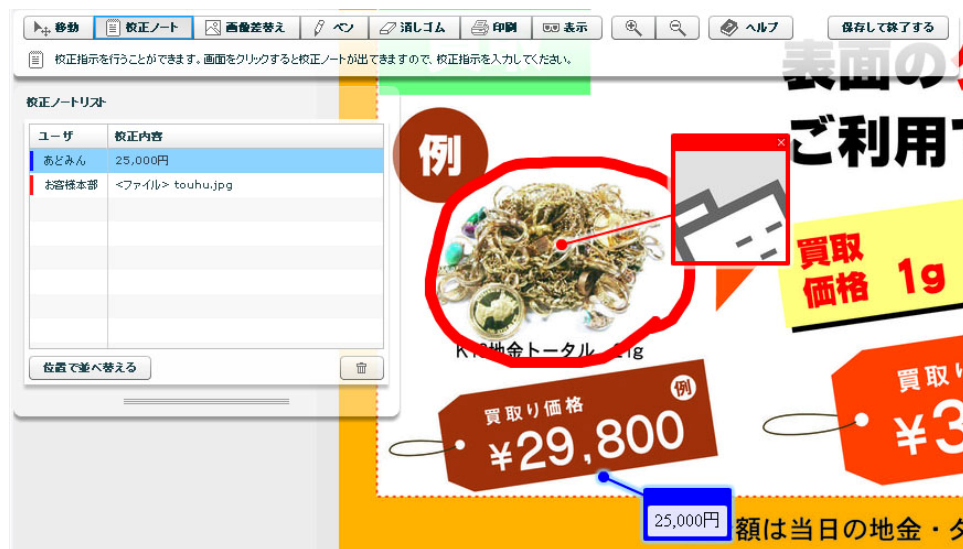 移動
校正ノート
画像差替え
ペン
消しゴム
印刷
表示
ヘルプ
保存して終了する
校正指示を行うことができます。画面をクリックすると校正ノートが出てきますので、校正指示を入力してください。
表面の
ご利用
校正ノートリスト
ユーザ 校正内容
あどみん 25,000円
お客様本部 <ファイル> touhu.jpg
位置で並べ替える
例
地金トータル
買取
価格 1g
例
買取り価格
¥29,800
買取り
¥3
25,000円
額は当日の地金・